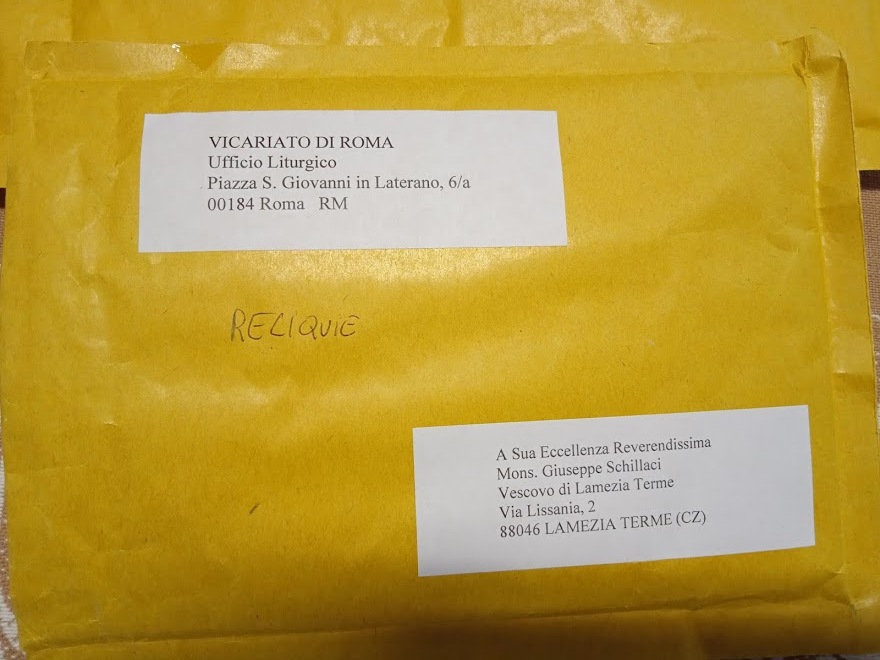 VICARIATO DI ROMA
Ufficio Liturgico
Piazza S. Giovanni in Laterano, 6/a
00184 Roma RM
RELIQUIE
A Sua Eccellenza Reverendissima
Mons. Giuseppe Schillaci
Vescovo di Lamezia Terme
Via Lissania, 2
88046 LAMEZIA TERME (CZ)